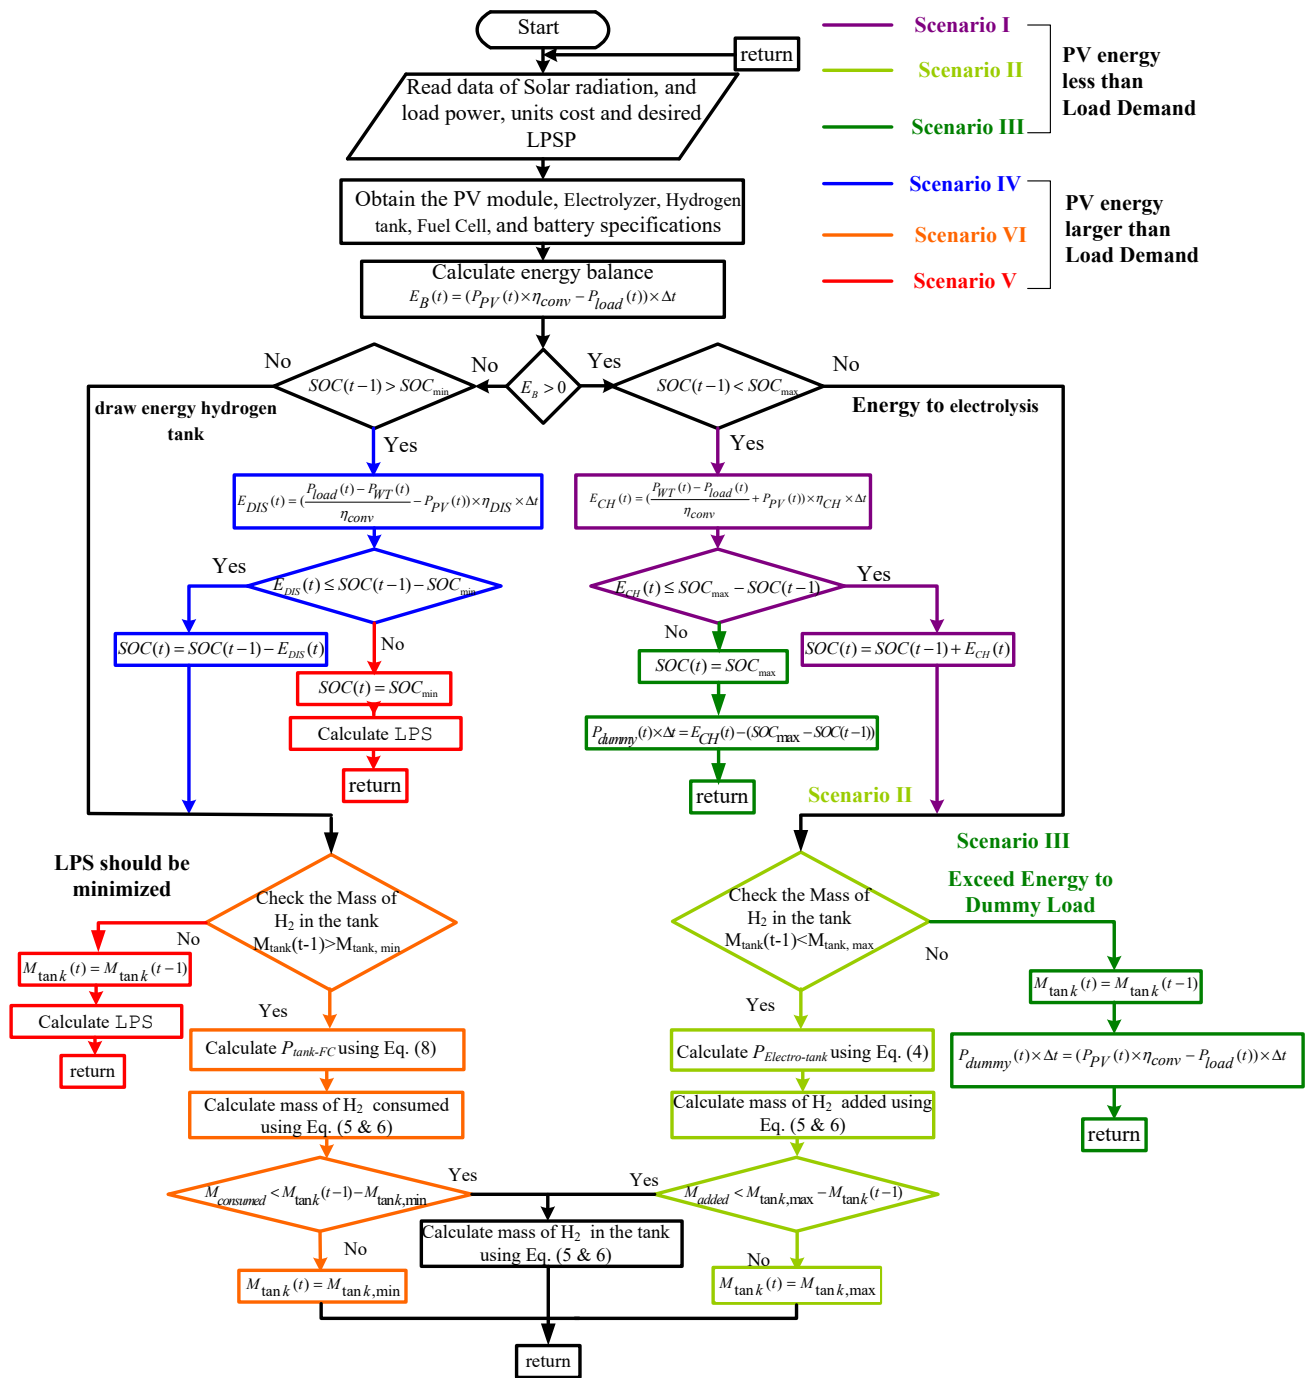 Start
return
Read data of Solar radiation, and
load power, units cost and desired
LPSP
Obtain the PV module, Electrolyzer, Hydrogen
tank, Fuel Cell, and battery specifications
Calculate energy balance
E_B(t) = (P_PV(t)×η_conv − P_load(t))×Δt
Scenario I
Scenario II
Scenario III
PV energy
less than
Load Demand
Scenario IV
Scenario VI
Scenario V
PV energy
larger than
Load Demand
No
SOC(t−1) > SOC_min
No
E_B > 0
Yes
SOC(t−1) < SOC_max
No
draw energy hydrogen
tank
Energy to electrolysis
Yes
Yes
E_DIS(t) = ((P_load(t) − P_WT(t))/η_conv − P_PV(t))×η_DIS×Δt
E_CH(t) = ((P_WT(t) − P_load(t))/η_conv + P_PV(t))×η_CH×Δt
Yes
E_DIS(t) ≤ SOC(t−1) − SOC_min
E_CH(t) ≤ SOC_max − SOC(t−1)
Yes
SOC(t) = SOC(t−1) − E_DIS(t)
No
No
SOC(t) = SOC(t−1) + E_CH(t)
SOC(t) = SOC_min
SOC(t) = SOC_max
Calculate LPS
P_dummy(t)×Δt = E_CH(t) − (SOC_max − SOC(t−1))
return
return
Scenario II
LPS should be
minimized
Scenario III
Exceed Energy to
Dummy Load
Check the Mass of
H2 in the tank
M_tank(t-1)>M_tank, min
No
Check the Mass of
H2 in the tank
M_tank(t-1)<M_tank, max
No
M_tank(t) = M_tank(t−1)
Calculate LPS
return
M_tank(t) = M_tank(t−1)
P_dummy(t)×Δt = (P_PV(t)×η_conv − P_load(t))×Δt
return
Yes
Yes
Calculate P_tank-FC using Eq. (8)
Calculate P_Electro-tank using Eq. (4)
Calculate mass of H2 consumed
using Eq. (5 & 6)
Calculate mass of H2 added using
Eq. (5 & 6)
M_consumed < M_tank(t−1) − M_tank,min
Yes
Yes
M_added < M_tank,max − M_tank(t−1)
Calculate mass of H2 in the tank
using Eq. (5 & 6)
No
No
M_tank(t) = M_tank,min
M_tank(t) = M_tank,max
return